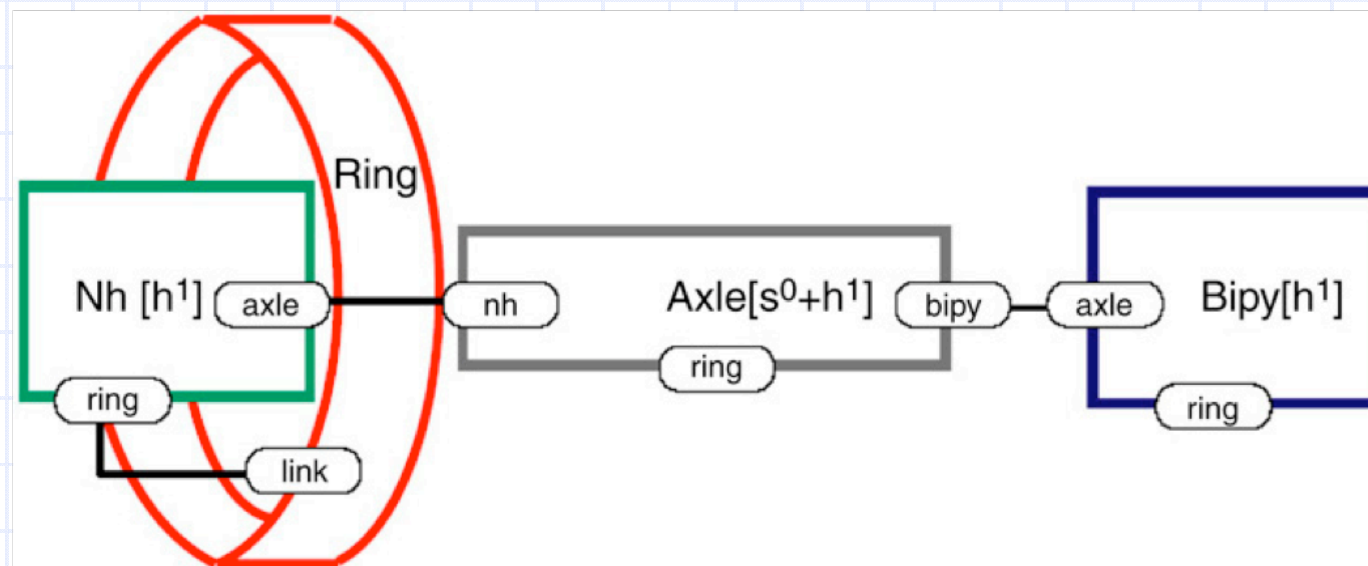 Ring
Nh [h¹]
axle
nh
Axle[s⁰+h¹]
bipy
axle
Bipy[h¹]
ring
link
ring
ring